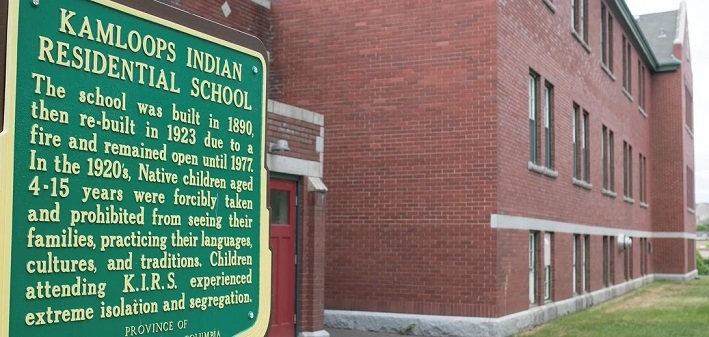 KAMLOOPS INDIAN
RESIDENTIAL SCHOOL
The school was built in 1890,
then re-built in 1923 due to a
fire and remained open until 1977.
In the 1920's, Native children aged
4-15 years were forcibly taken
and prohibited from seeing their
families, practicing their languages,
cultures, and traditions. Children
attending K.I.R.S. experienced
extreme isolation and segregation.
PROVINCE OF
COLUMBIA